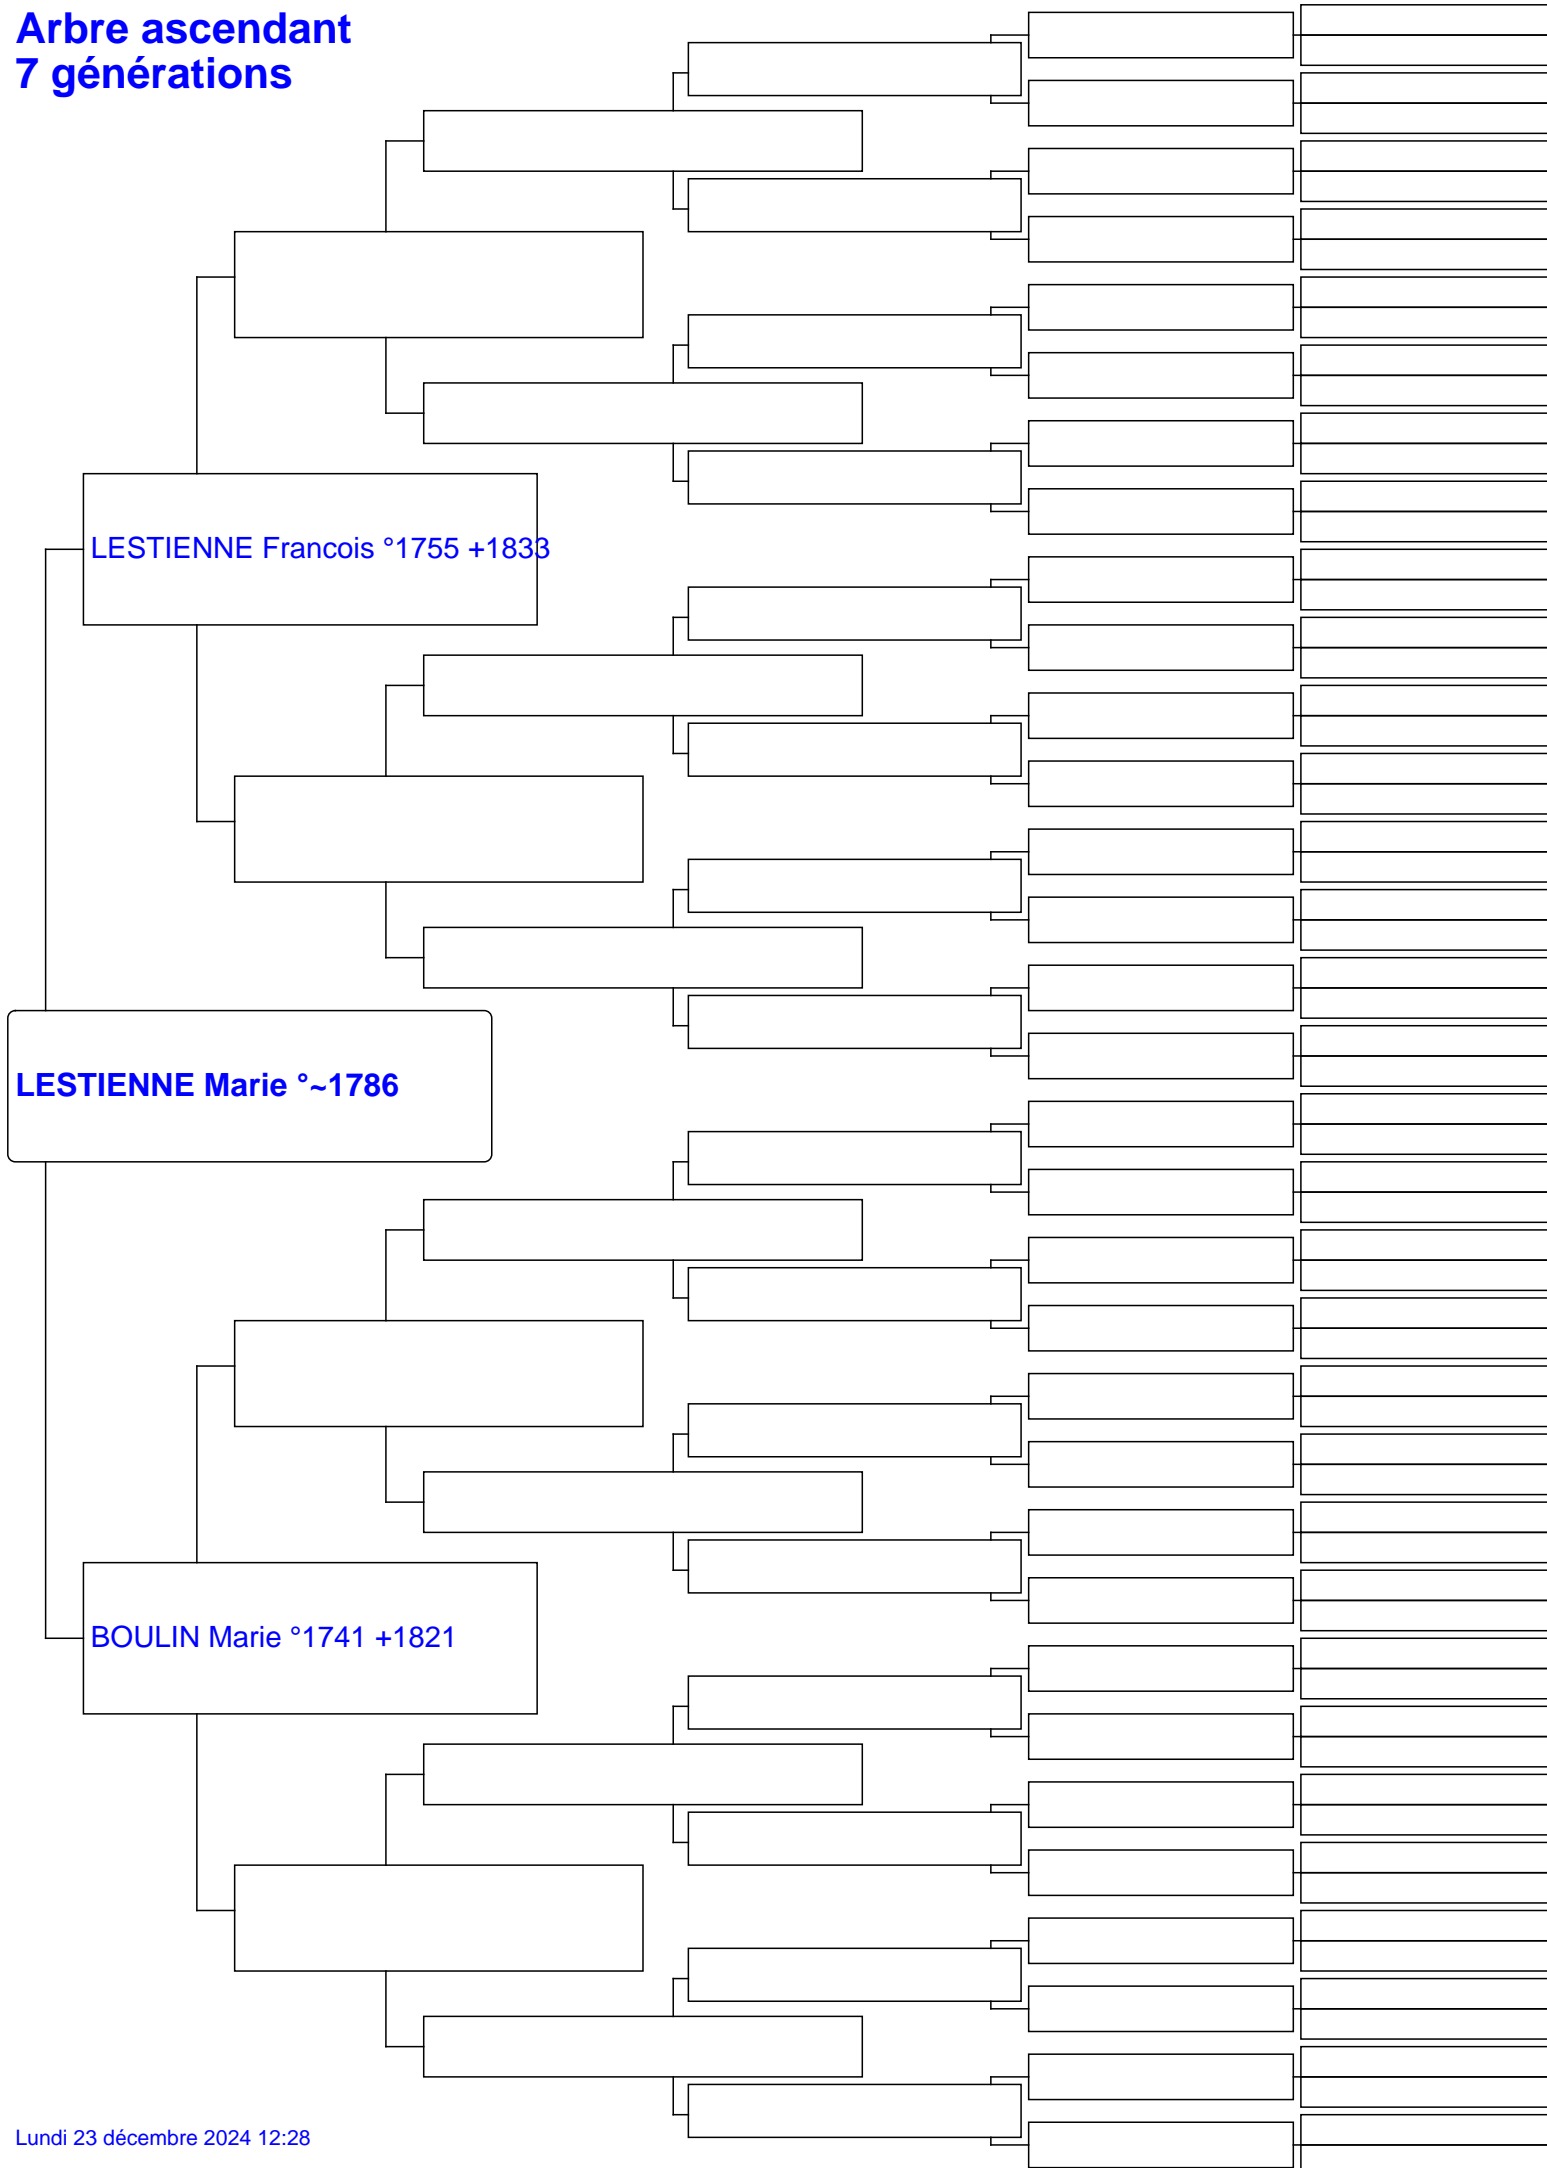 Arbre ascendant
7 générations
LESTIENNE Francois °1755 +1833
LESTIENNE Marie °~1786
BOULIN Marie °1741 +1821
Lundi 23 décembre 2024 12:28